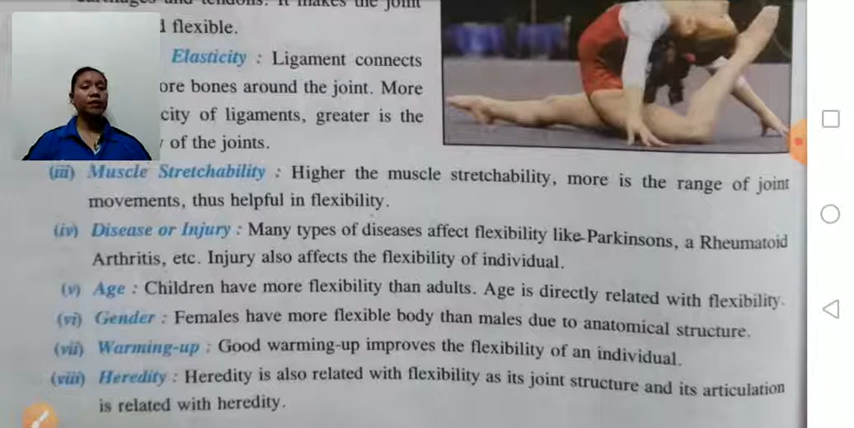 and tendons. It makes the joint
flexible.
Elasticity : Ligament connects
ore bones around the joint. More
city of ligaments, greater is the
of the joints.
(iii) Muscle Stretchability : Higher the muscle stretchability, more is the range of joint
movements, thus helpful in flexibility.
(iv) Disease or Injury : Many types of diseases affect flexibility like Parkinsons, a Rheumatoid
Arthritis, etc. Injury also affects the flexibility of individual.
(v) Age : Children have more flexibility than adults. Age is directly related with flexibility.
(vi) Gender : Females have more flexible body than males due to anatomical structure.
(vii) Warming-up : Good warming-up improves the flexibility of an individual.
(viii) Heredity : Heredity is also related with flexibility as its joint structure and its articulation
is related with heredity.